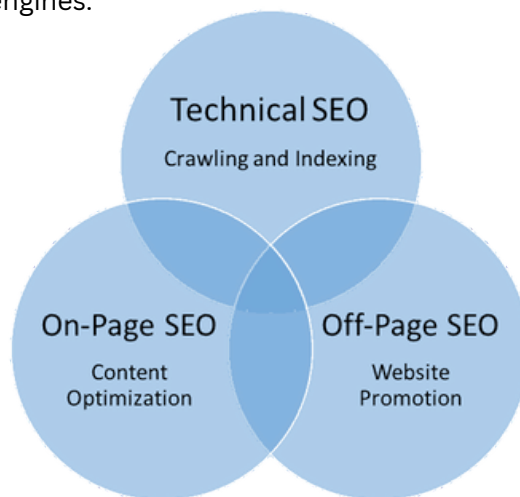 engines.
Technical SEO
Crawling and Indexing
On-Page SEO
Content
Optimization
Off-Page SEO
Website
Promotion